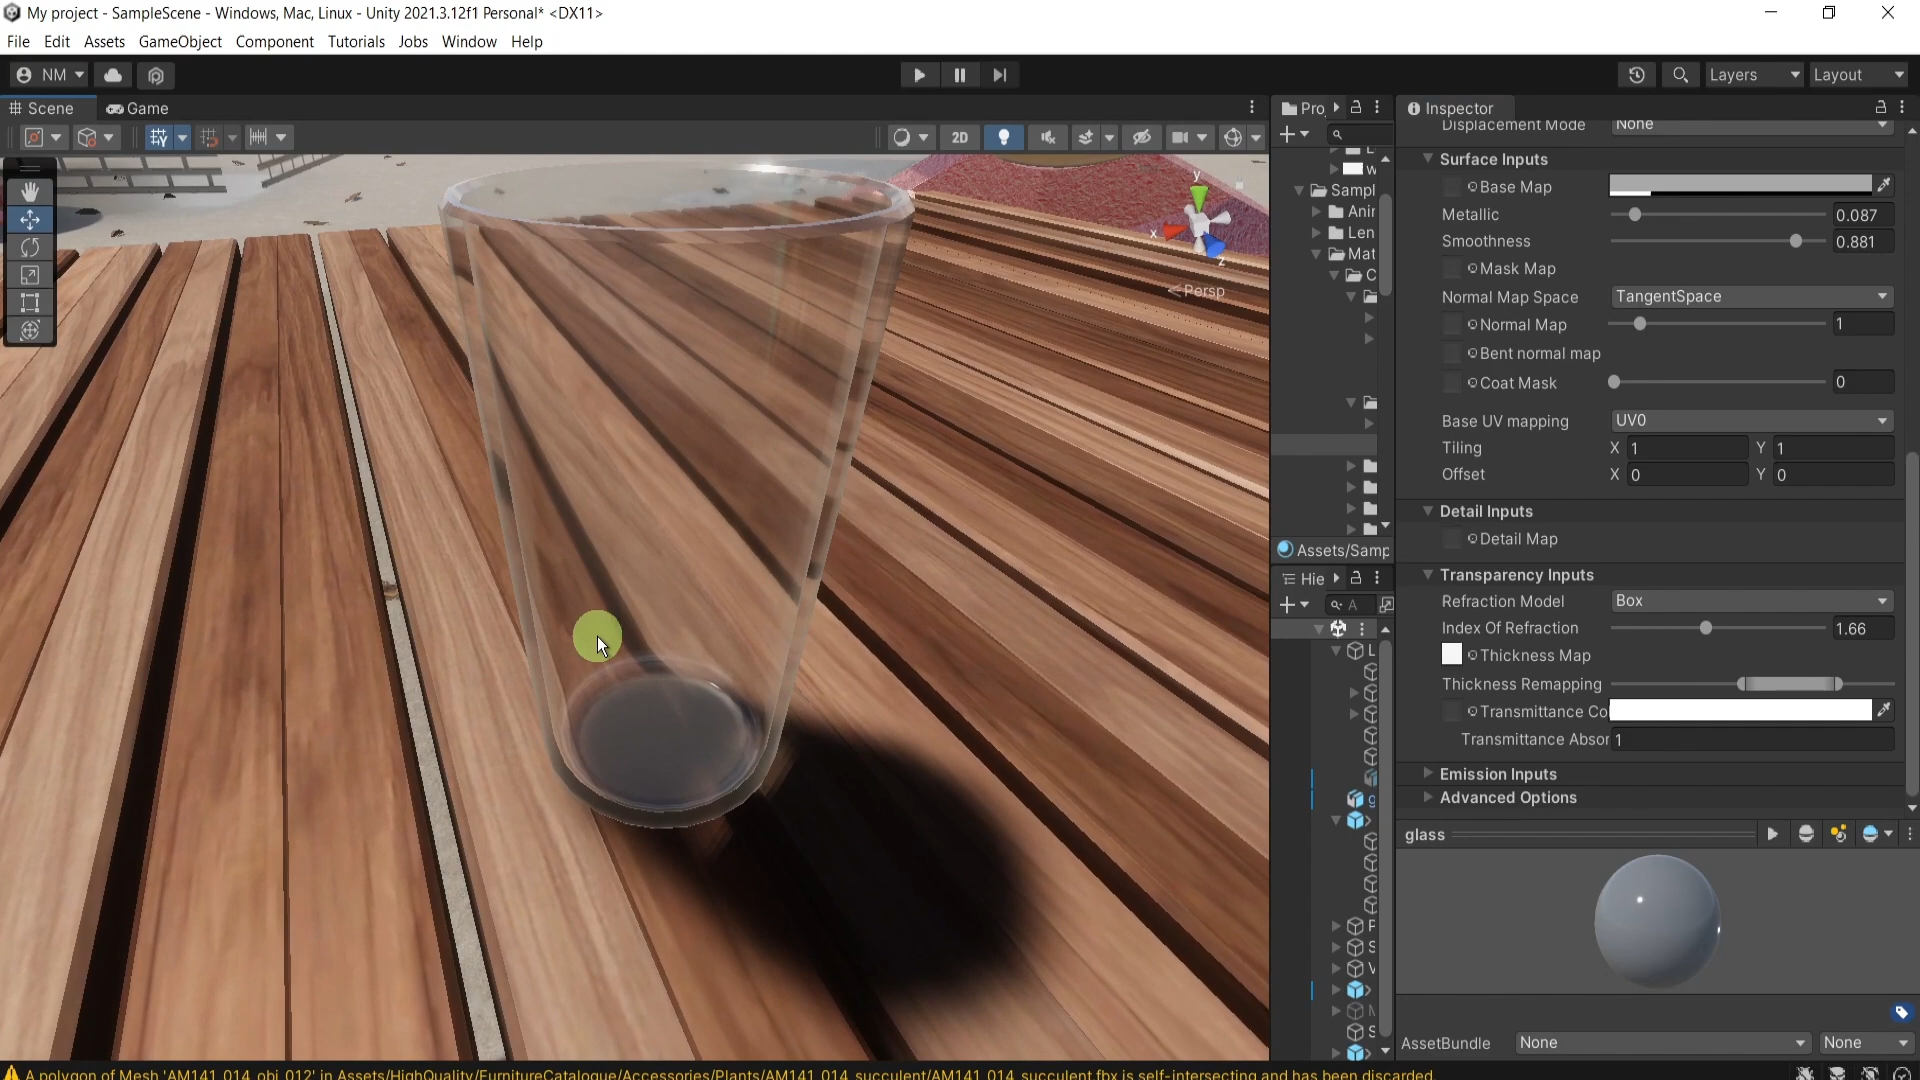 My project - SampleScene - Windows, Mac, Linux - Unity 2021.3.12f1 Personal* <DX11>
File Edit Assets GameObject Component Tutorials Jobs Window Help
NM
Layers
Layout
Scene
Game
Pro
Inspector
2D
Displacement Mode
None
Surface Inputs
Base Map
Metallic
0.087
Smoothness
0.881
Mask Map
Normal Map Space
TangentSpace
Normal Map
1
Bent normal map
Coat Mask
0
Base UV mapping
UV0
Tiling
X 1
Y 1
Offset
X 0
Y 0
Detail Inputs
Detail Map
Transparency Inputs
Refraction Model
Box
Index Of Refraction
1.66
Thickness Map
Thickness Remapping
Transmittance Co
Transmittance Absor
1
Emission Inputs
Advanced Options
glass
AssetBundle
None
None
y
x
z
Persp
Sampl
Anir
Len
Mat
C
Assets/Samp
Hie
A
A polygon of Mesh 'AM141_014_obj_012' in Assets/HighQuality/FurnitureCatalogue/Accessories/Plants/AM141_014_succulent/AM141_014_succulent.fbx is self-intersecting and has been discarded.